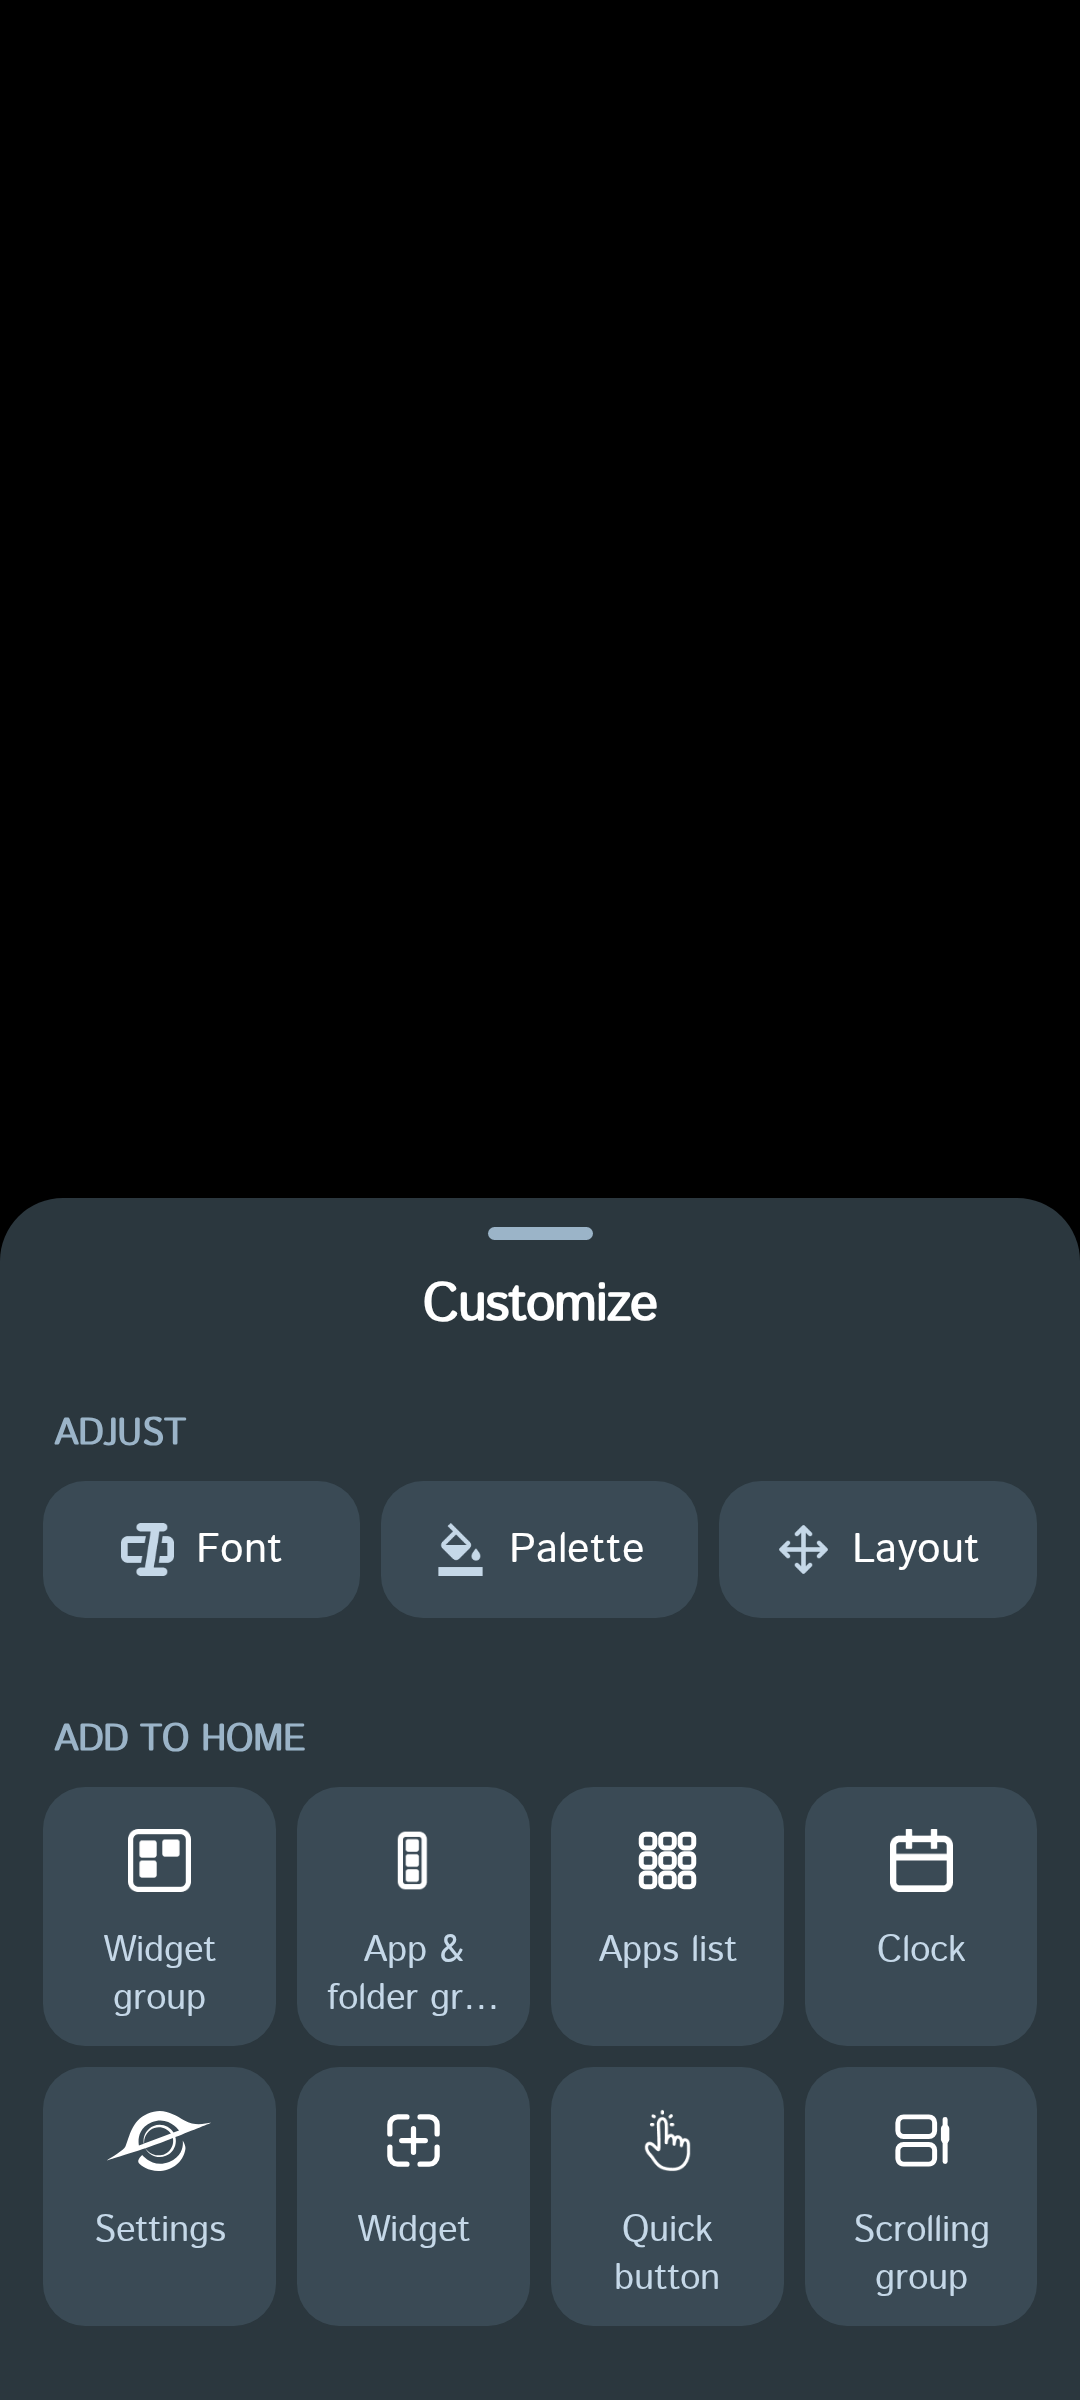 Customize
ADJUST
Font
Palette
Layout
ADD TO HOME
Widget
group
App &
folder gr...
Apps list
Clock
Settings
Widget
Quick
button
Scrolling
group